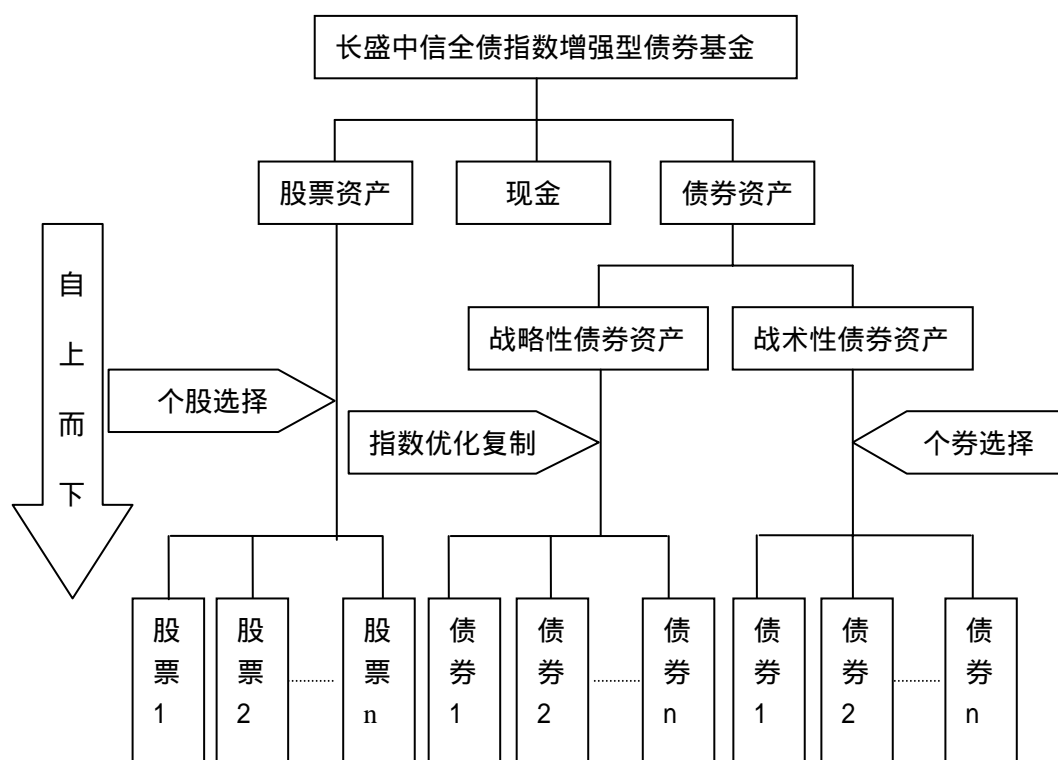 长盛中信全债指数增强型债券基金
股票资产
现金
债券资产
自上而下
战略性债券资产
战术性债券资产
个股选择
指数优化复制
个券选择
股票1
股票2
………
股票n
债券1
债券2
………
债券n
债券1
债券2
………
债券n